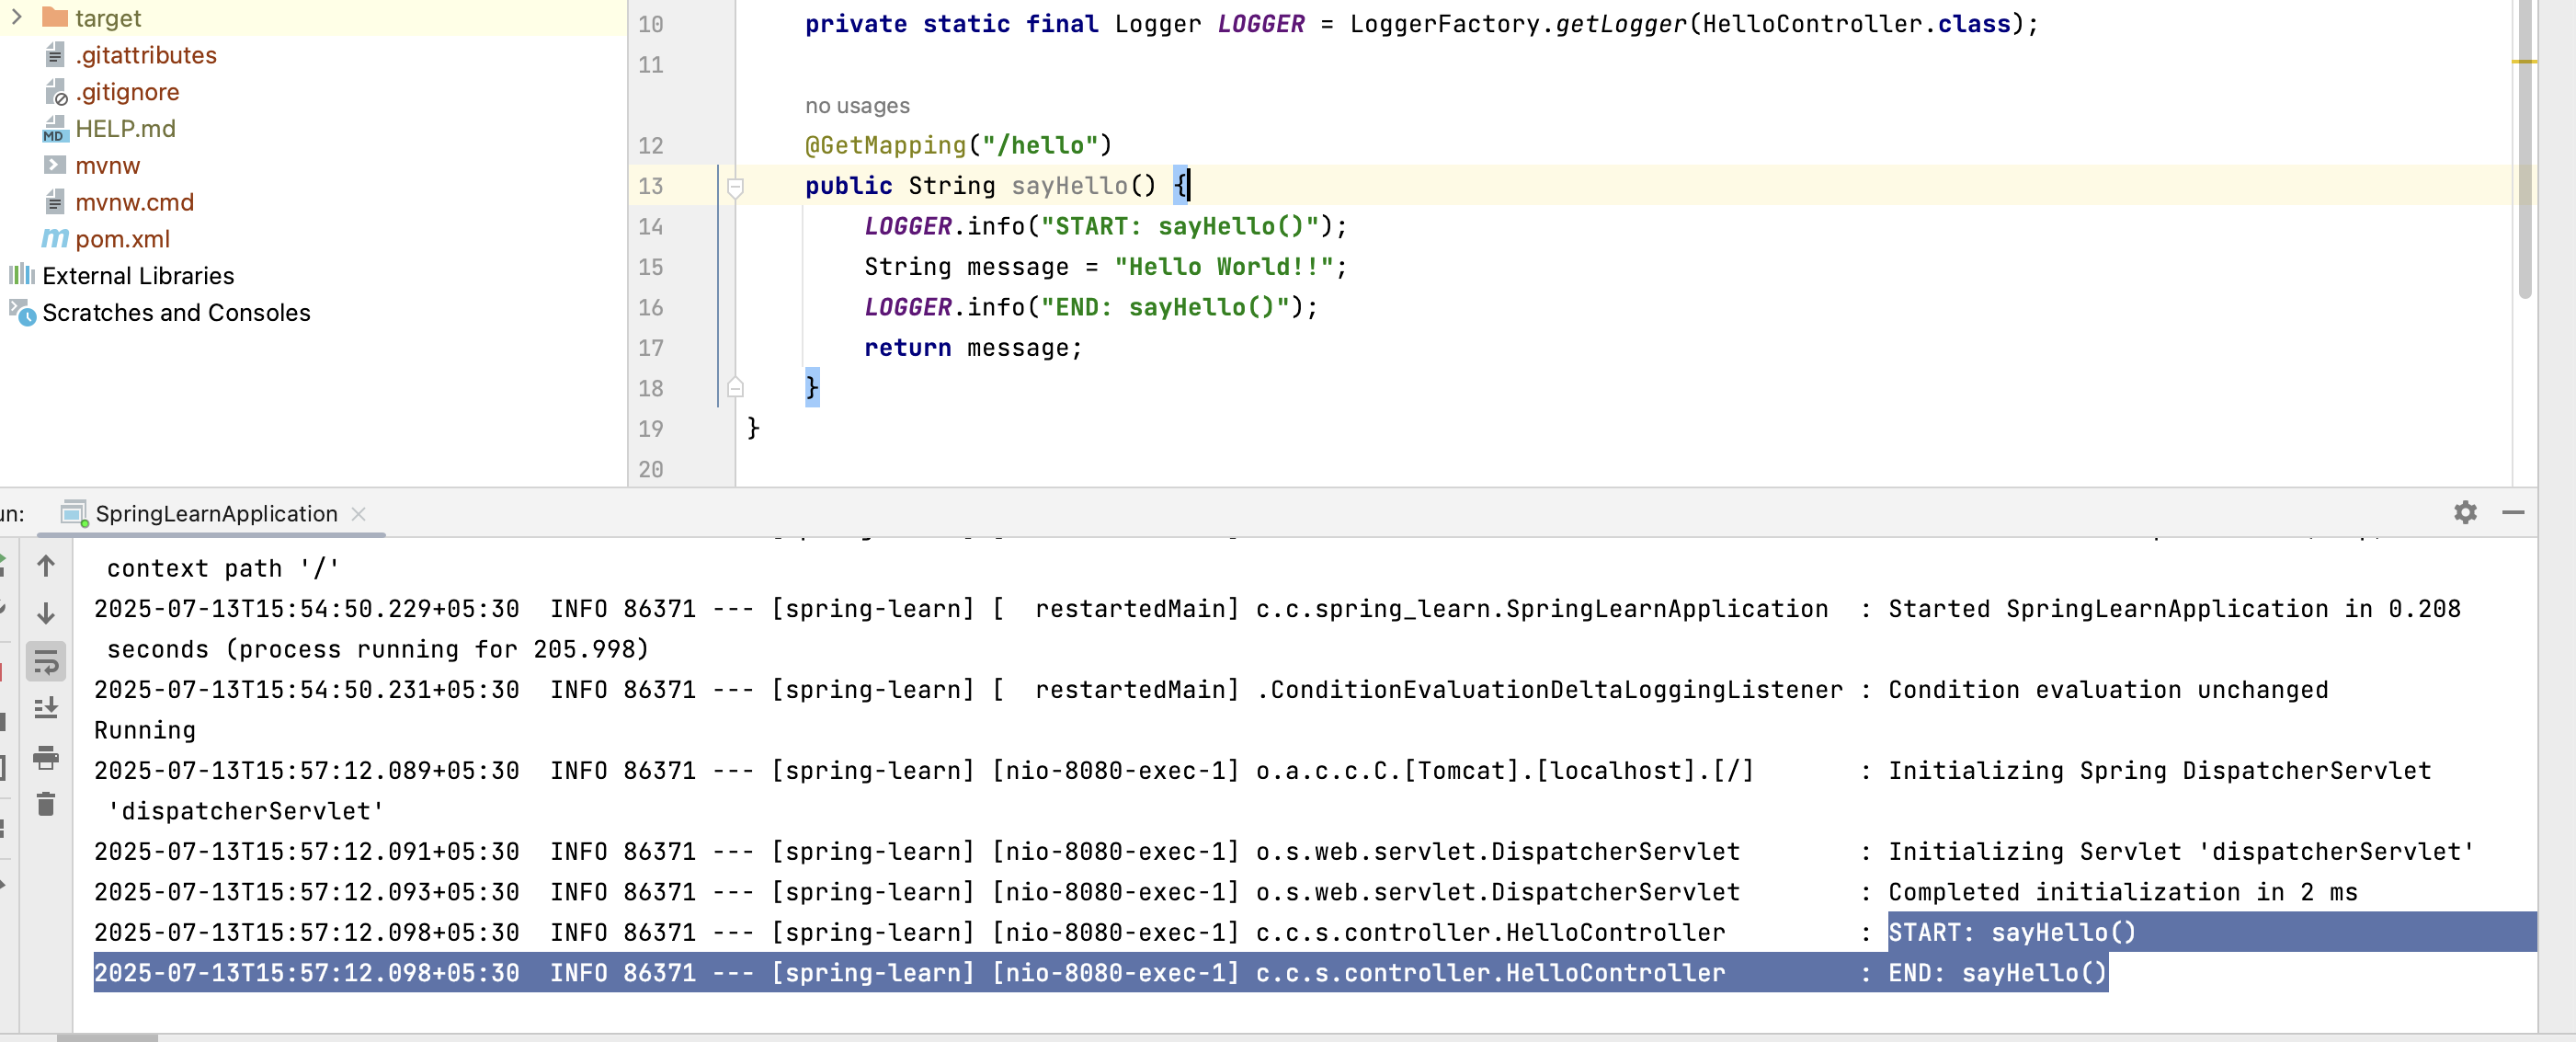 target
.gitattributes
.gitignore
HELP.md
mvnw
mvnw.cmd
pom.xml
External Libraries
Scratches and Consoles
10 private static final Logger LOGGER = LoggerFactory.getLogger(HelloController.class);
11
no usages
12 @GetMapping("/hello")
13 public String sayHello() {
14 LOGGER.info("START: sayHello()");
15 String message = "Hello World!!";
16 LOGGER.info("END: sayHello()");
17 return message;
18 }
19 }
20
SpringLearnApplication
context path '/'
2025-07-13T15:54:50.229+05:30  INFO 86371 --- [spring-learn] [  restartedMain] c.c.spring_learn.SpringLearnApplication  : Started SpringLearnApplication in 0.208
seconds (process running for 205.998)
2025-07-13T15:54:50.231+05:30  INFO 86371 --- [spring-learn] [  restartedMain] .ConditionEvaluationDeltaLoggingListener : Condition evaluation unchanged
Running
2025-07-13T15:57:12.089+05:30  INFO 86371 --- [spring-learn] [nio-8080-exec-1] o.a.c.c.C.[Tomcat].[localhost].[/]       : Initializing Spring DispatcherServlet
'dispatcherServlet'
2025-07-13T15:57:12.091+05:30  INFO 86371 --- [spring-learn] [nio-8080-exec-1] o.s.web.servlet.DispatcherServlet        : Initializing Servlet 'dispatcherServlet'
2025-07-13T15:57:12.093+05:30  INFO 86371 --- [spring-learn] [nio-8080-exec-1] o.s.web.servlet.DispatcherServlet        : Completed initialization in 2 ms
2025-07-13T15:57:12.098+05:30  INFO 86371 --- [spring-learn] [nio-8080-exec-1] c.c.s.controller.HelloController         : START: sayHello()
2025-07-13T15:57:12.098+05:30  INFO 86371 --- [spring-learn] [nio-8080-exec-1] c.c.s.controller.HelloController         : END: sayHello()